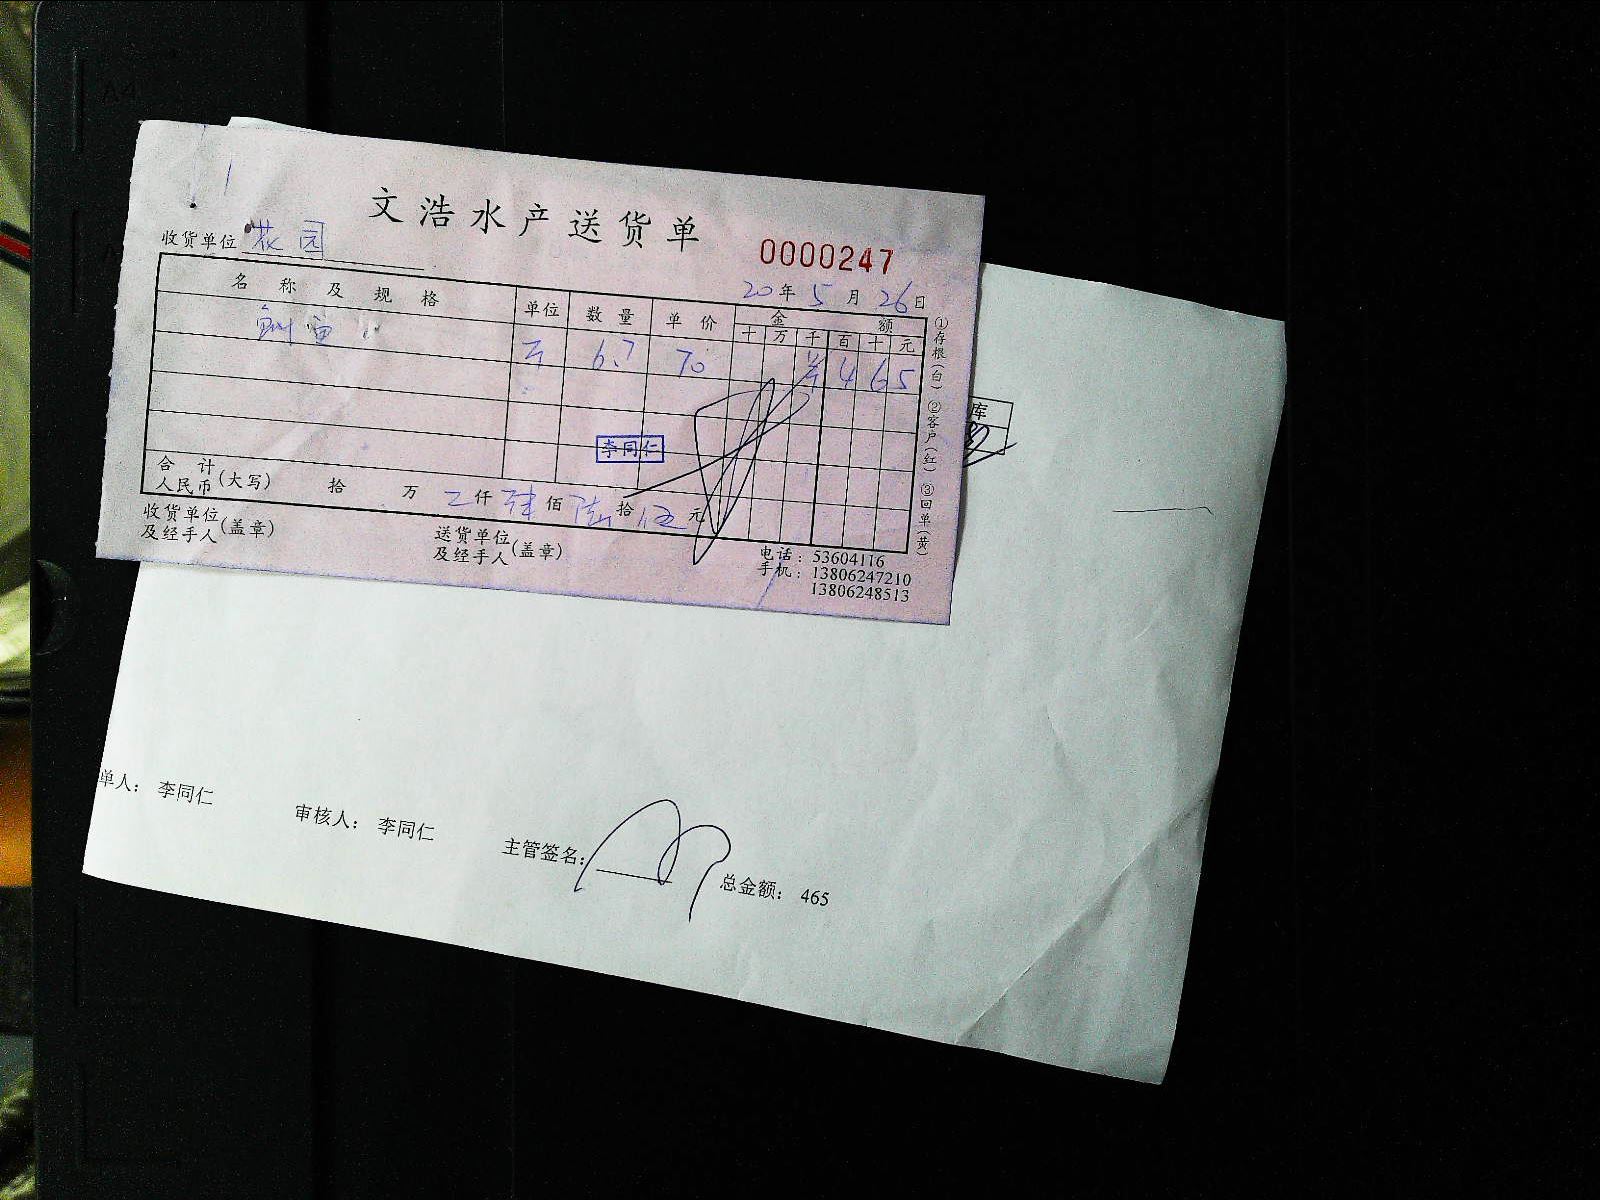 文浩水产送货单
收货单位 花园
0000247
20年5月26日
名称及规格 单位 数量 单价 金额
十 万 千 百 十 元
斤 6.7 70 ¥ 4 6 5
李同仁
合计
人民币(大写) 拾 万 仟肆佰陆拾伍元
收货单位
及经手人(盖章)
送货单位
及经手人(盖章)
电话:53604116
手机:13806247210
13806248513
①存根(白) ②客户(红) ③回单(黄)
库
单人: 李同仁
审核人: 李同仁
主管签名:
总金额: 465
A4